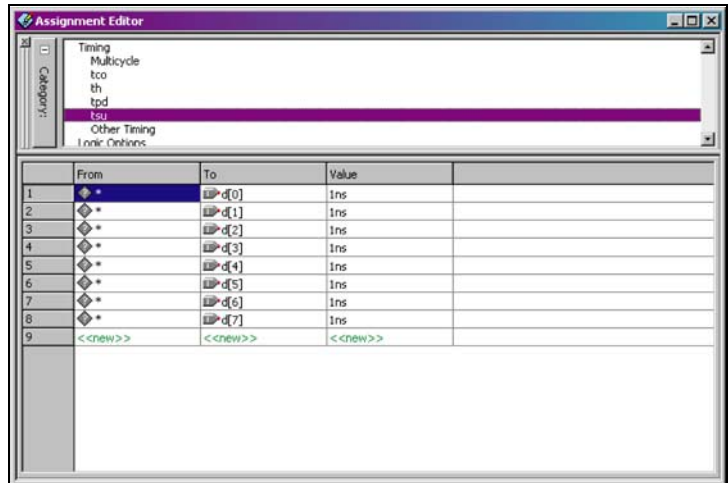 Assignment Editor
Category:
Timing
Multicycle
tco
th
tpd
tsu
Other Timing
Logic Options
From To Value
1 * d[0] 1ns
2 * d[1] 1ns
3 * d[2] 1ns
4 * d[3] 1ns
5 * d[4] 1ns
6 * d[5] 1ns
7 * d[6] 1ns
8 * d[7] 1ns
9 <<new>> <<new>> <<new>>